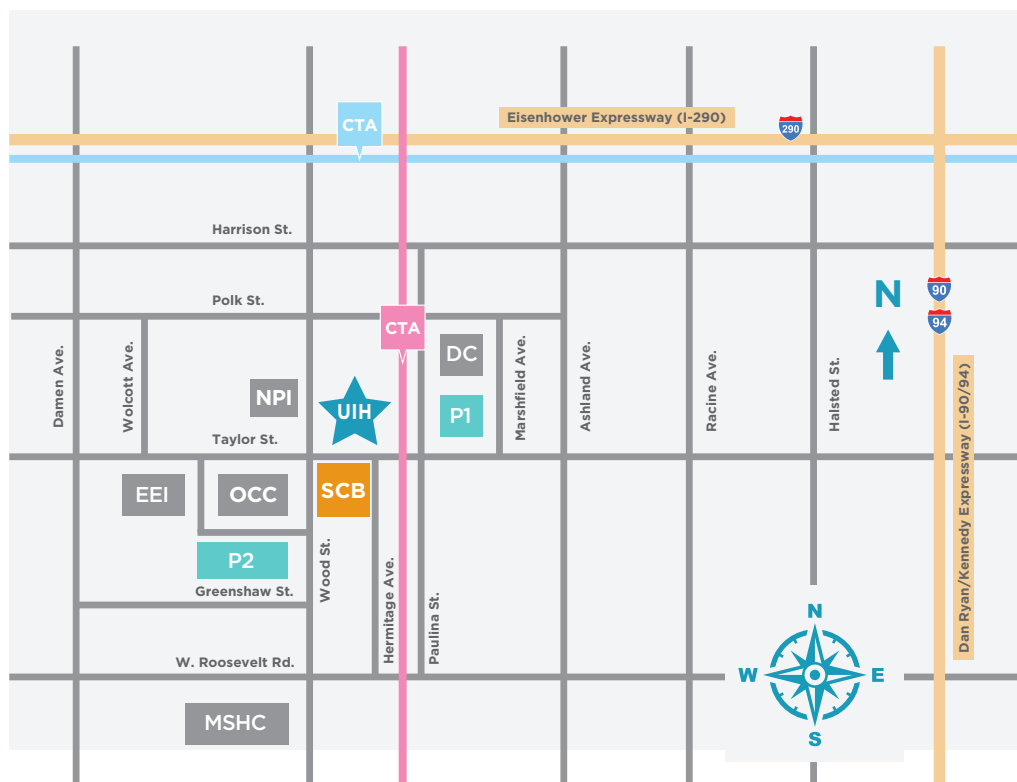 CTA
Eisenhower Expressway (I-290)
290
Harrison St.
Polk St.
N
90
94
CTA
DC
Damen Ave.
Wolcott Ave.
NPI
UIH
P1
Marshfield Ave.
Ashland Ave.
Racine Ave.
Halsted St.
Taylor St.
Dan Ryan/Kennedy Expressway (I-90/94)
EEI
OCC
SCB
P2
Wood St.
Hermitage Ave.
Paulina St.
Greenshaw St.
W. Roosevelt Rd.
N
W
E
S
MSHC